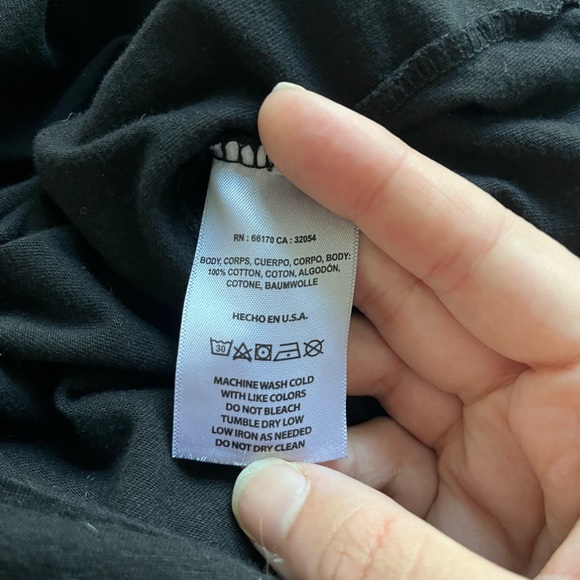 RN : 66170 CA : 32054
BODY, CORPS, CUERPO, CORPO, BODY:
100% COTTON, COTON, ALGODÓN,
COTONE, BAUMWOLLE
HECHO EN U.S.A.
30
MACHINE WASH COLD
WITH LIKE COLORS
DO NOT BLEACH
TUMBLE DRY LOW
LOW IRON AS NEEDED
DO NOT DRY CLEAN